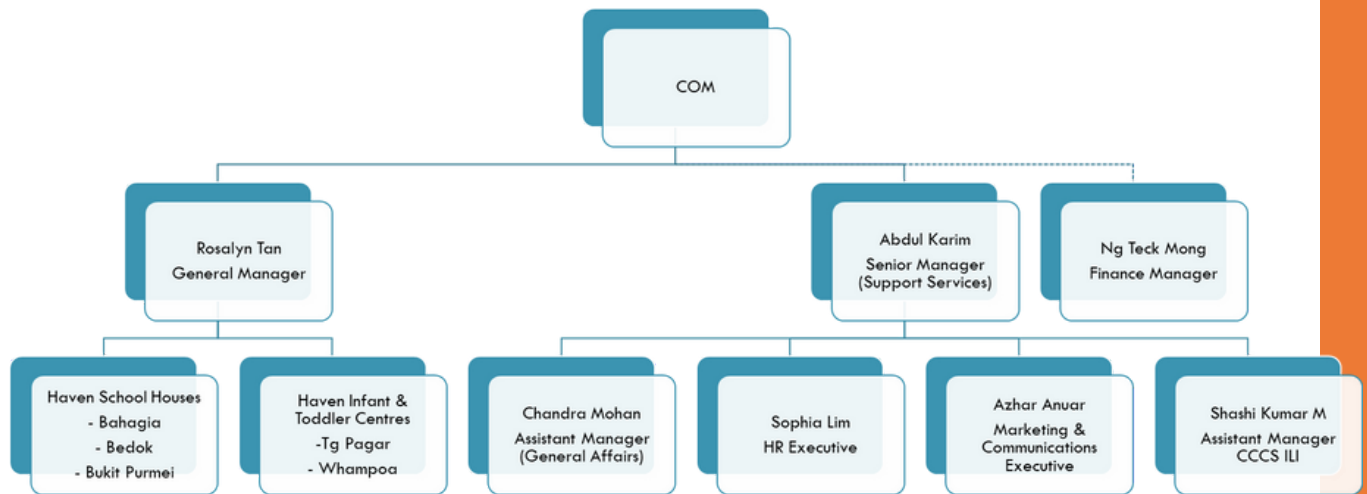 COM
Rosalyn Tan
General Manager
Abdul Karim
Senior Manager
(Support Services)
Ng Teck Mong
Finance Manager
Haven School Houses
- Bahagia
- Bedok
- Bukit Purmei
Haven Infant &
Toddler Centres
-Tg Pagar
- Whampoa
Chandra Mohan
Assistant Manager
(General Affairs)
Sophia Lim
HR Executive
Azhar Anuar
Marketing &
Communications
Executive
Shashi Kumar M
Assistant Manager
CCCS ILI